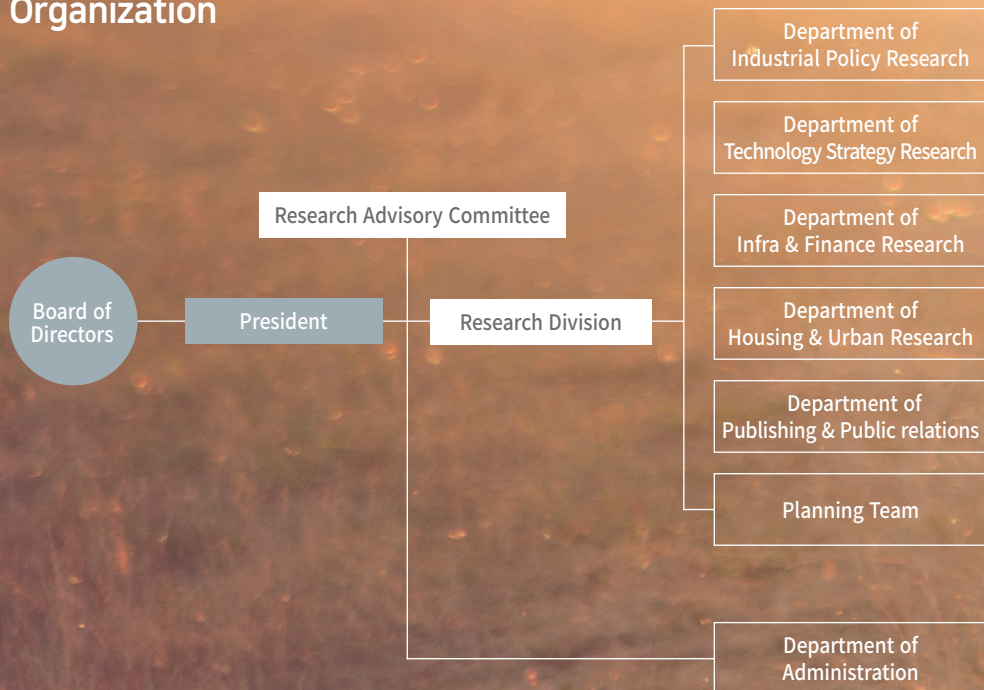 Organization
Department of
Industrial Policy Research
Department of
Technology Strategy Research
Research Advisory Committee
Department of
Infra & Finance Research
Board of
Directors
President
Research Division
Department of
Housing & Urban Research
Department of
Publishing & Public relations
Planning Team
Department of
Administration